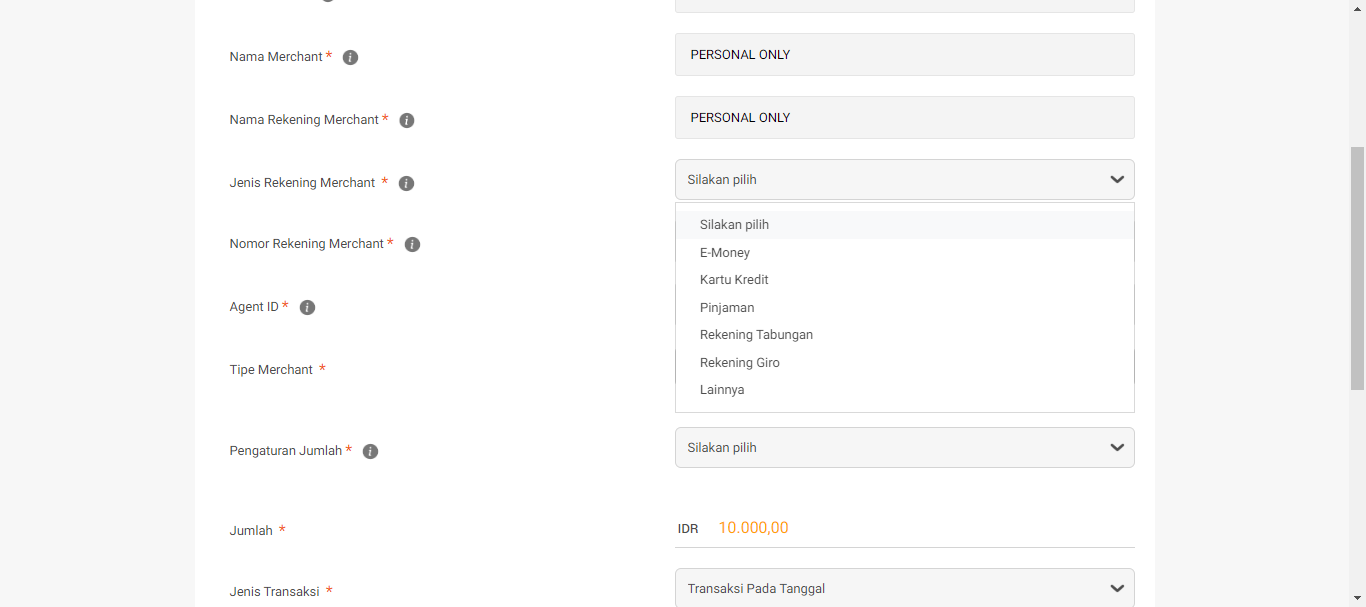 Nama Merchant * i
PERSONAL ONLY
Nama Rekening Merchant * i
PERSONAL ONLY
Jenis Rekening Merchant * i
Silakan pilih
Silakan pilih
E-Money
Kartu Kredit
Pinjaman
Rekening Tabungan
Rekening Giro
Lainnya
Nomor Rekening Merchant * i
Agent ID * i
Tipe Merchant *
Pengaturan Jumlah * i
Silakan pilih
Jumlah *
IDR 10.000,00
Jenis Transaksi *
Transaksi Pada Tanggal